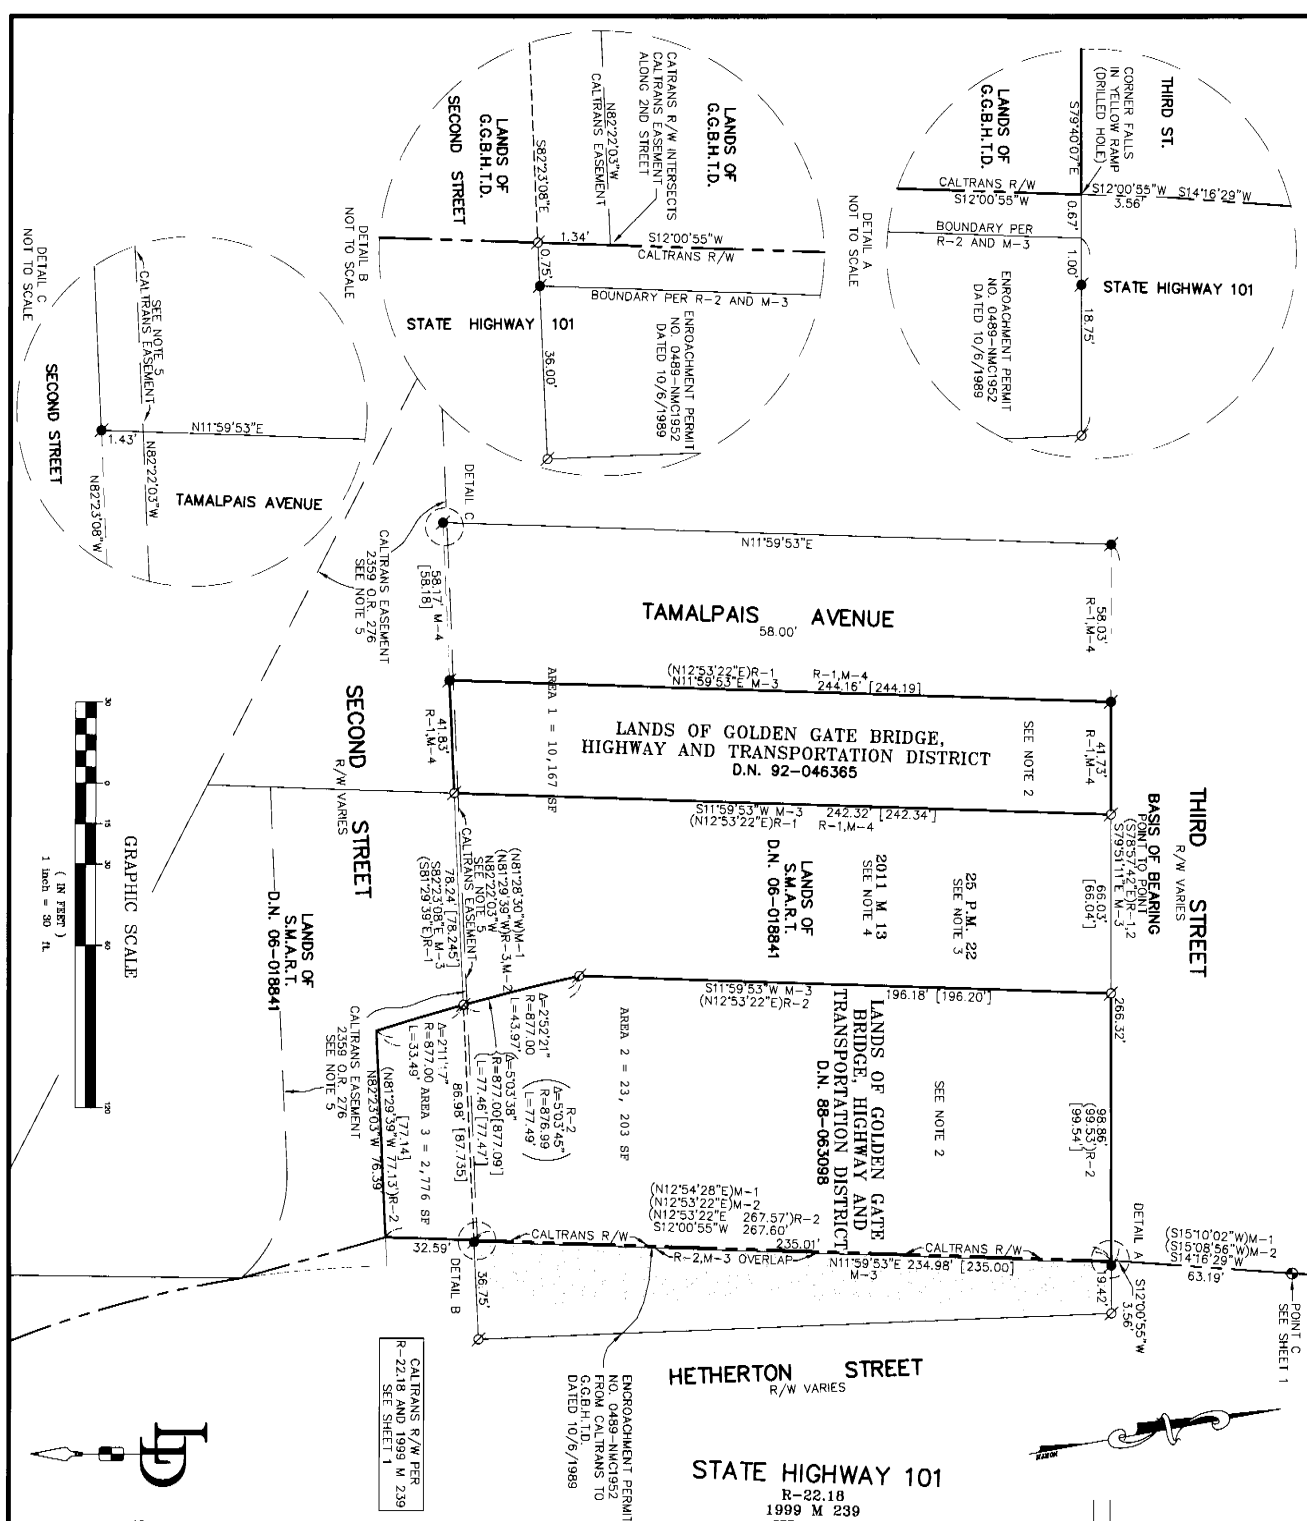 THIRD ST.
CORNER FALLS
IN YELLOW RAMP
(DRILLED HOLE)
S79°40'07"E
LANDS OF
G.G.B.H.T.D.
CALTRANS R/W
S12°00'55"W
S12°00'55"W
3.56'
S14°16'29"W
0.67'
BOUNDARY PER
R-2 AND M-3
1.00'
STATE HIGHWAY 101
18.75'
ENROACHMENT PERMIT
NO. 0489-NMC1952
DATED 10/6/1989
DETAIL A
NOT TO SCALE
CATRANS R/W INTERSECTS
CALTRANS EASEMENT
ALONG 2ND STREET
LANDS OF
G.G.B.H.T.D.
N82°22'03"W
CALTRANS EASEMENT
LANDS OF
G.G.B.H.T.D.
SECOND STREET
S82°23'08"E
1.34'
S12°00'55"W
CALTRANS R/W
0.75'
BOUNDARY PER R-2 AND M-3
STATE HIGHWAY 101
36.00'
ENROACHMENT PERMIT
NO. 0489-NMC1952
DATED 10/6/1989
DETAIL B
NOT TO SCALE
SEE NOTE 5
CALTRANS EASEMENT
SECOND STREET
N11°59'53"E
1.43'
N82°22'03"W
N82°23'08"W
TAMALPAIS AVENUE
DETAIL C
NOT TO SCALE
DETAIL C
N11°59'53"E
CALTRANS EASEMENT
2359 O.R. 276
SEE NOTE 5
58.17' M-4
[58.18]
TAMALPAIS AVENUE
58.00'
58.03'
R-1,M-4
(N12°53'22"E)R-1
R-1,M-4
N11°59'53"E M-3
244.16' [244.19]
AREA 1 = 10,167 SF
41.83'
R-1,M-4
LANDS OF GOLDEN GATE BRIDGE,
HIGHWAY AND TRANSPORTATION DISTRICT
D.N. 92-046365
SEE NOTE 2
41.73'
R-1,M-4
S11°59'53"W M-3
242.32' [242.34']
(N12°53'22"E)R-1
R-1,M-4
THIRD STREET
R/W VARIES
BASIS OF BEARING
POINT TO POINT
(S78°57'42"E)R-1,2
S79°51'11"E M-3
66.03'
[66.04']
SECOND STREET
R/W VARIES
CALTRANS EASEMENT
SEE NOTE 5
(N81°28'30"W)M-1
(N81°29'39"W)R-3,M-2
N82°22'03"W
78.24' [78.245']
S82°23'08"E M-3
(S81°29'39"E)R-1
LANDS OF
S.M.A.R.T.
D.N. 06-018841
2011 M 13
SEE NOTE 4
25 P.M. 22
SEE NOTE 3
LANDS OF
S.M.A.R.T.
D.N. 06-018841
CALTRANS EASEMENT
2359 O.R. 276
SEE NOTE 5
S11°59'53"W M-3
196.18' [196.20']
(N12°53'22"E)R-2
266.32'
Δ=2°52'21"
R=877.00
L=43.97'
R=877.00
L=33.49'
Δ=5°03'38"
R=877.00[877.09']
L=77.46'[77.47']
R-2
Δ=5°03'45"
R=876.99
L=77.49'
86.98' [87.735]
AREA 2 = 23, 203 SF
AREA 3 = 2,776 SF
[77.14]
(N81°29'39"W 77.13')R-2
N82°23'03"W 76.39'
LANDS OF GOLDEN GATE
BRIDGE, HIGHWAY AND
TRANSPORTATION DISTRICT
D.N. 88-063098
SEE NOTE 2
98.86'
(99.53')R-2
[99.54']
(N12°54'28"E)M-1
(N12°53'22"E)M-2
(N12°53'22"E 267.57')R-2
S12°00'55"W 267.60'
235.01'
32.59'
CALTRANS R/W
R-2,M-3 OVERLAP
CALTRANS R/W
N11°59'53"E 234.98' [235.00]
M-3
DETAIL B
36.75'
DETAIL A
S12°00'55"W
3.56'
19.42'
(S15°10'02"W)M-1
(S15°08'56"W)M-2
S14°16'29"W
63.19'
POINT C
SEE SHEET 1
GRAPHIC SCALE
30 0 15 30 60 120
( IN FEET )
1 inch = 30 ft.
HETHERTON STREET
R/W VARIES
CALTRANS R/W PER
R-22.18 AND 1999 M 239
SEE SHEET 1
ENCROACHMENT PERMIT
NO. 0489-NMC1952
FROM CALTRANS TO
G.G.B.H.T.D.
DATED 10/6/1989
STATE HIGHWAY 101
R-22.18
1999 M 239
NORTH
LD